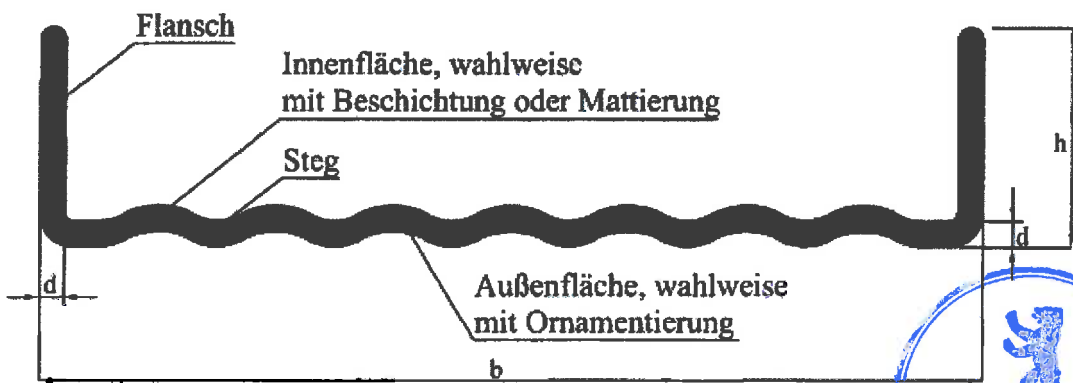 Flansch
Innenfläche, wahlweise
mit Beschichtung oder Mattierung
h
Steg
d
d
Außenfläche, wahlweise
mit Ornamentierung
b